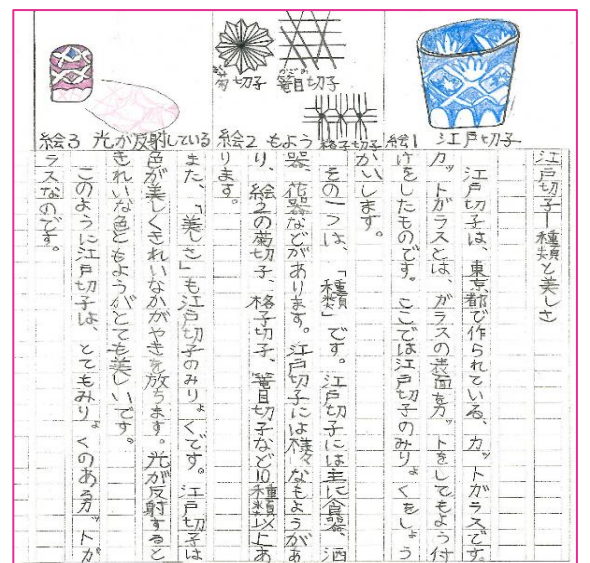 絵1 江戸切子
絵2 もよう
菊切子
かごめ
篭目切子
格子切子
絵3 光が反射している
江戸切子ー種類と美しさ
江戸切子は、東京都で作られている、カットガラスです。
カットガラスとは、ガラスの表面をカットをしてもよう付
けをしたものです。ここでは江戸切子のみりょくをしょう
かいします。
その一つは、「種類」です。江戸切子には主に食器、酒
器、花器などがあります。江戸切子には様々なもようがあ
り、絵2の菊切子、格子切子、篭目切子など10種類以上あ
ります。
また、「美しさ」も江戸切子のみりょくです。江戸切子は
色が美しくきれいなかがやきを放ちます。光が反射すると
きれいな色ともようがとても美しいです。
このように江戸切子は、とてもみりょくのあるカットガ
ラスなのです。